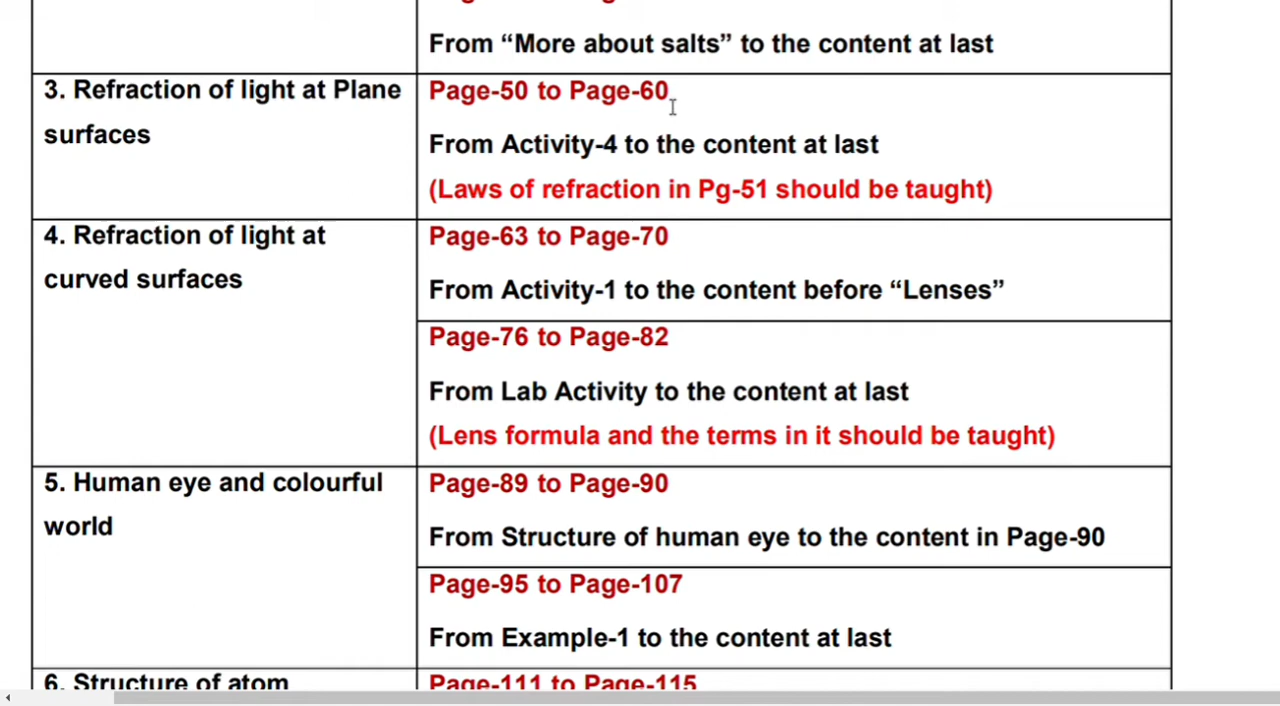 From “More about salts” to the content at last
3. Refraction of light at Plane
surfaces
Page-50 to Page-60
From Activity-4 to the content at last
(Laws of refraction in Pg-51 should be taught)
4. Refraction of light at
curved surfaces
Page-63 to Page-70
From Activity-1 to the content before “Lenses”
Page-76 to Page-82
From Lab Activity to the content at last
(Lens formula and the terms in it should be taught)
5. Human eye and colourful
world
Page-89 to Page-90
From Structure of human eye to the content in Page-90
Page-95 to Page-107
From Example-1 to the content at last
6. Structure of atom
Page-111 to Page-115